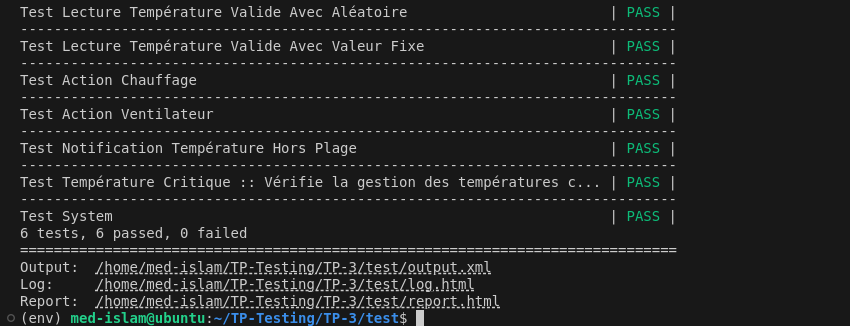 Test Lecture Température Valide Avec Aléatoire | PASS |
------------------------------------------------------------------------------
Test Lecture Température Valide Avec Valeur Fixe | PASS |
------------------------------------------------------------------------------
Test Action Chauffage | PASS |
------------------------------------------------------------------------------
Test Action Ventilateur | PASS |
------------------------------------------------------------------------------
Test Notification Température Hors Plage | PASS |
------------------------------------------------------------------------------
Test Température Critique :: Vérifie la gestion des températures c... | PASS |
------------------------------------------------------------------------------
Test System | PASS |
6 tests, 6 passed, 0 failed
==============================================================================
Output: /home/med-islam/TP-Testing/TP-3/test/output.xml
Log: /home/med-islam/TP-Testing/TP-3/test/log.html
Report: /home/med-islam/TP-Testing/TP-3/test/report.html
(env) med-islam@ubuntu:~/TP-Testing/TP-3/test$